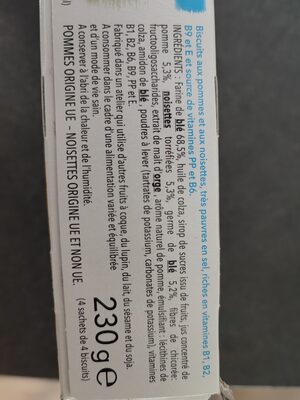 Biscuits aux pommes et aux noisettes, très pauvres en sel, riches en vitamines B1, B2,
B9 et E et source de vitamines PP et B6.
INGRÉDIENTS : Farine de blé 68,5%, huile de colza, sirop de sucres issu de fruits, jus concentré de
pomme 5,3%, noisettes torréfiées 5,3%, germe de blé 5,2%, fibres de chicorée:
fructooligosaccharides, extrait de malt d'orge, arôme naturel de pomme, émulsifiant : lécithines de
colza, amidon de blé, poudres à lever (tartrates de potassium, carbonates de potassium), vitamines
B1, B2, B6, B9, PP et E.
Fabriqué dans un atelier qui utilise d'autres fruits à coque, du lupin, du lait, du sésame et du soja.
A consommer dans le cadre d'une alimentation variée et équilibrée
et d'un mode de vie sain.
A conserver à l'abri de la chaleur et de l'humidité.
POMMES ORIGINE UE – NOISETTES ORIGINE UE ET NON UE.
230 g e
(4 sachets de 4 biscuits)